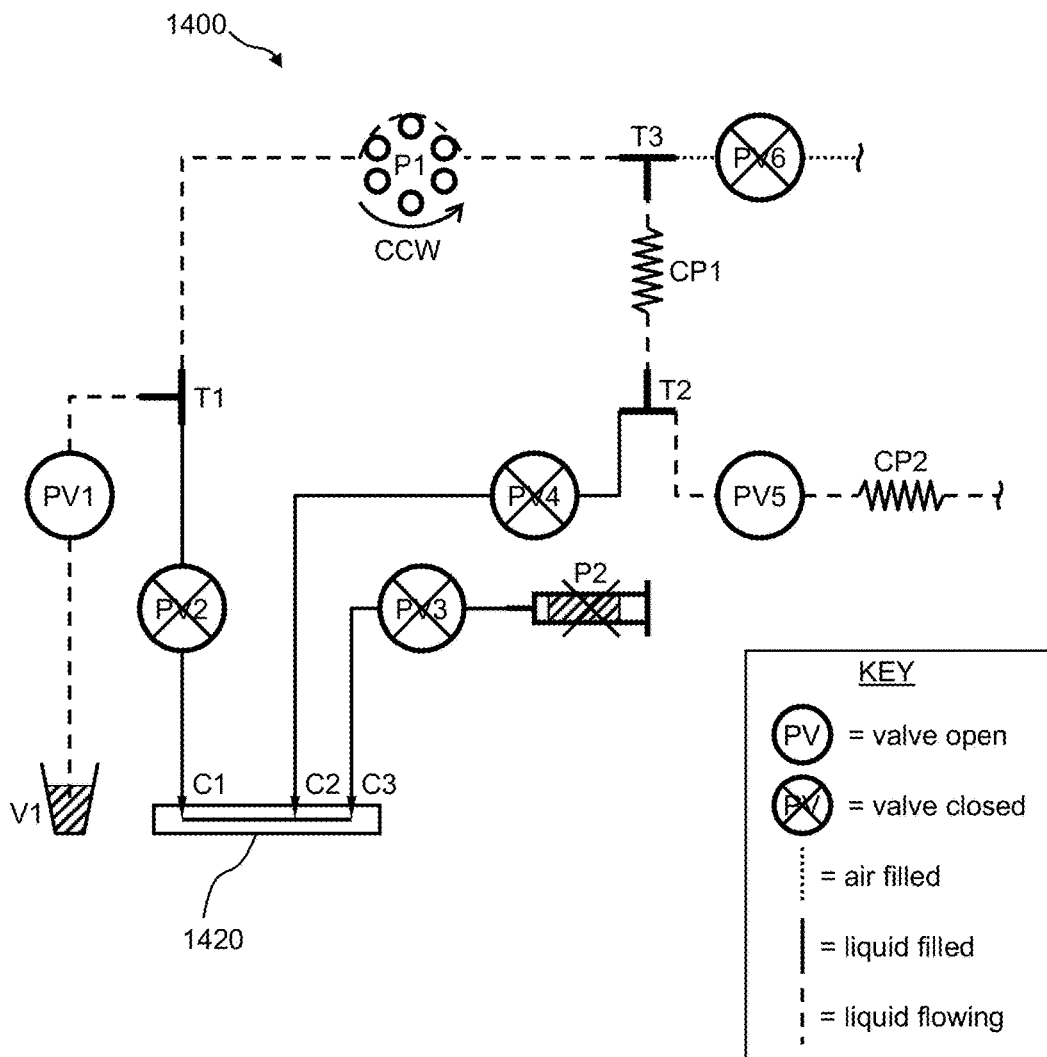 1400
P1
CCW
T3
PV6
CP1
T1
T2
PV1
PV4
PV5
CP2
PV2
PV3
P2
C1
C2
C3
V1
1420
KEY
PV = valve open
PV = valve closed
= air filled
= liquid filled
= liquid flowing